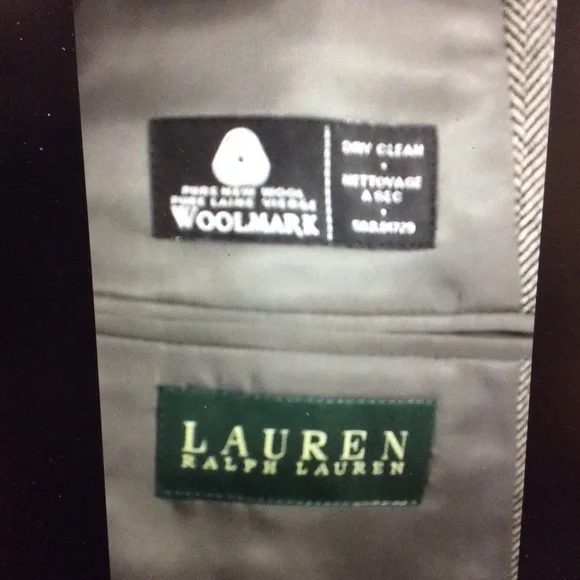 PURE NEW WOOL
PURE LAINE VIERGE
WOOLMARK
DRY CLEAN
NETTOYAGE
A SEC
LAUREN
RALPH LAUREN